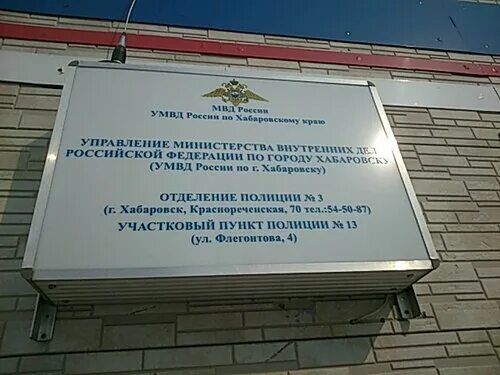 МВД России
УМВД России по Хабаровскому краю
УПРАВЛЕНИЕ МИНИСТЕРСТВА ВНУТРЕННИХ ДЕЛ
РОССИЙСКОЙ ФЕДЕРАЦИИ ПО ГОРОДУ ХАБАРОВСКУ
(УМВД России по г. Хабаровску)
ОТДЕЛЕНИЕ ПОЛИЦИИ № 3
(г. Хабаровск, Краснореченская, 70 тел.:54-50-87)
УЧАСТКОВЫЙ ПУНКТ ПОЛИЦИИ № 13
(ул. Флегонтова, 4)